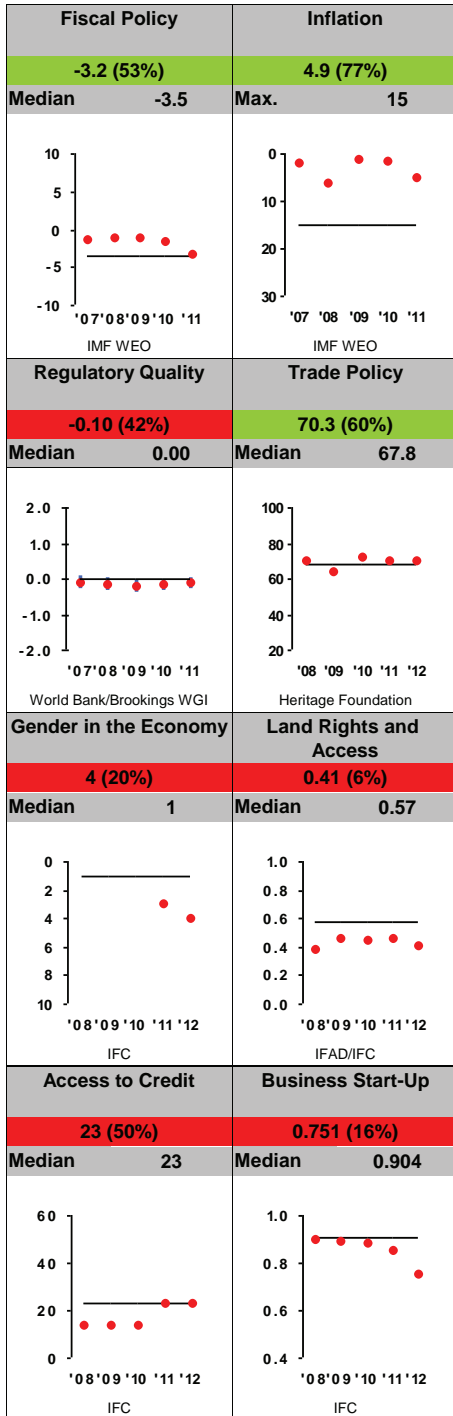 Fiscal Policy
-3.2 (53%)
Median -3.5
10
5
0
-5
-10
'07 '08 '09 '10 '11
IMF WEO
Inflation
4.9 (77%)
Max. 15
0
10
20
30
'07 '08 '09 '10 '11
IMF WEO
Regulatory Quality
-0.10 (42%)
Median 0.00
2.0
1.0
0.0
-1.0
-2.0
'07 '08 '09 '10 '11
World Bank/Brookings WGI
Trade Policy
70.3 (60%)
Median 67.8
100
80
60
40
20
'08 '09 '10 '11 '12
Heritage Foundation
Gender in the Economy
4 (20%)
Median 1
0
2
4
6
8
10
'08 '09 '10 '11 '12
IFC
Land Rights and
Access
0.41 (6%)
Median 0.57
1.0
0.8
0.6
0.4
0.2
0.0
'08 '09 '10 '11 '12
IFAD/IFC
Access to Credit
23 (50%)
Median 23
60
40
20
0
'08 '09 '10 '11 '12
IFC
Business Start-Up
0.751 (16%)
Median 0.904
1.0
0.8
0.6
0.4
'08 '09 '10 '11 '12
IFC